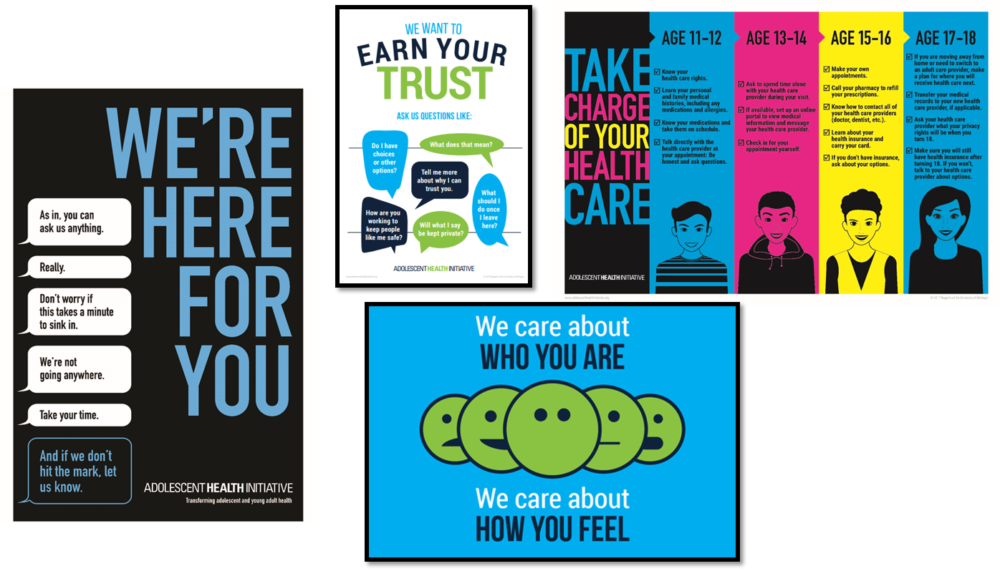 WE'RE
HERE
FOR
YOU
As in, you can
ask us anything.
Really.
Don't worry if
this takes a minute
to sink in.
We're not
going anywhere.
Take your time.
And if we don't
hit the mark, let
us know.
ADOLESCENT HEALTH INITIATIVE
Transforming adolescent and young adult health
WE WANT TO
EARN YOUR
TRUST
ASK US QUESTIONS LIKE:
Do I have
choices
or other
options?
What does that mean?
Tell me more
about why I can
trust you.
What
should I
do once
I leave
here?
How are you
working to
keep people
like me safe?
Will what I say
be kept private?
ADOLESCENT HEALTH INITIATIVE
TAKE
CHARGE
OF YOUR
HEALTH
CARE
ADOLESCENT HEALTH INITIATIVE
AGE 11–12
Know your
health care rights.
Learn your personal
and family medical
histories, including any
medications and allergies.
Know your medications and
take them on schedule.
Talk directly with the
health care provider at
your appointment: Be
honest and ask questions.
AGE 13–14
Ask to spend time alone
with your health care
provider during your visit.
If available, set up an online
portal to view medical
information and message
your health care provider.
Check in for your
appointment yourself.
AGE 15–16
Make your own
appointments.
Call your pharmacy to refill
your prescriptions.
Know how to contact all of
your health care providers
(doctor, dentist, etc.).
Learn about your
health insurance and
carry your card.
If you don't have insurance,
ask about your options.
AGE 17–18
If you are moving away from
home or need to switch to
an adult care provider, make
a plan for where you will
receive health care next.
Transfer your medical
records to your new health
care provider, if applicable.
Ask your health care
provider what your privacy
rights will be when you
turn 18.
Make sure you will still
have health insurance after
turning 18. If you won't,
talk to your health care
provider about options.
www.adolescenthealthinitiative.org
© 2017 Regents of the University of Michigan
We care about
WHO YOU ARE
We care about
HOW YOU FEEL